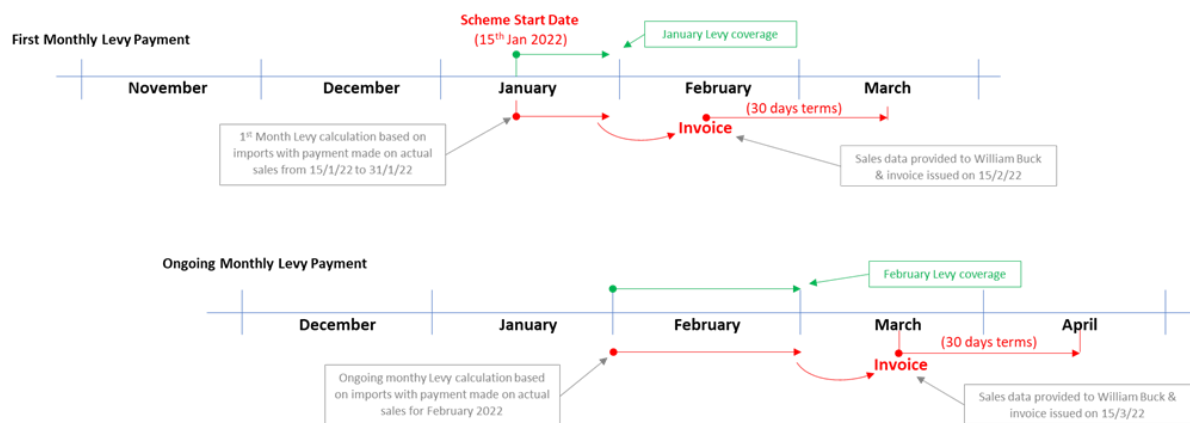 Scheme Start Date
(15th Jan 2022)
First Monthly Levy Payment
January Levy coverage
November
December
January
February
March
(30 days terms)
Invoice
1st Month Levy calculation based on
imports with payment made on actual
sales from 15/1/22 to 31/1/22
Sales data provided to William Buck
& invoice issued on 15/2/22
Ongoing Monthly Levy Payment
February Levy coverage
December
January
February
March
April
(30 days terms)
Invoice
Ongoing monthy Levy calculation based
on imports with payment made on actual
sales for February 2022
Sales data provided to William Buck &
invoice issued on 15/3/22